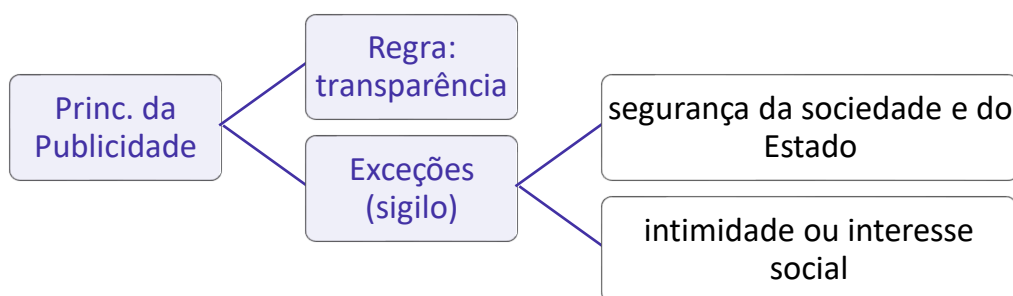 Princ. da
Publicidade
Regra:
transparência
Exceções
(sigilo)
segurança da sociedade e do
Estado
intimidade ou interesse
social